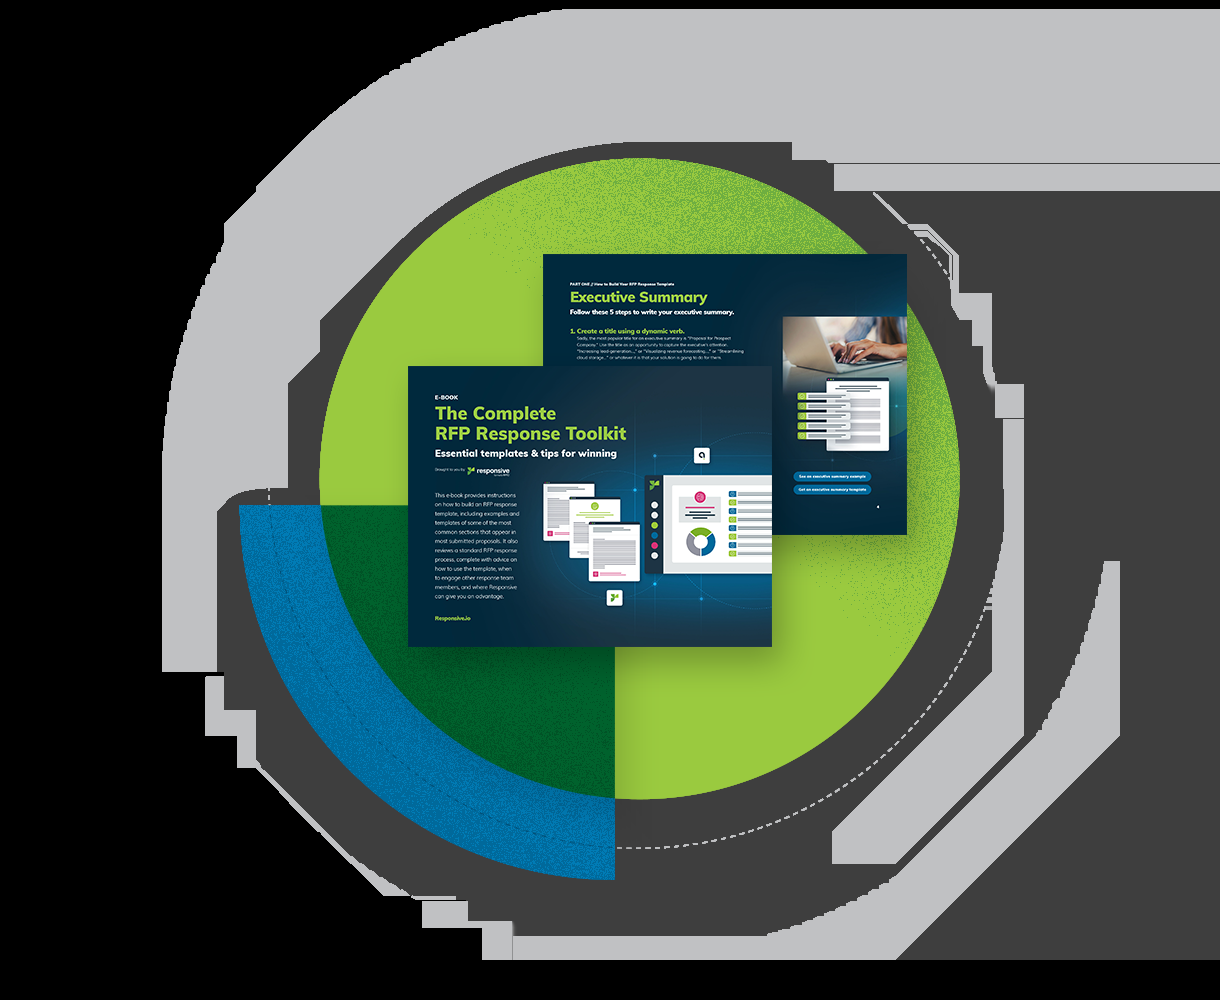 PART ONE // How to Build Your RFP Response Template
Executive Summary
Follow these 5 steps to write your executive summary.
1. Create a title using a dynamic verb.
Sadly, the most popular title for an executive summary is "Proposal for Prospect
Company." Use the title as an opportunity to capture the executive's attention.
"Increasing lead-generation..." or "Visualizing revenue forecasting..." or "Streamlining
cloud storage..." or whatever it is that your solution is going to do for them.
See an executive summary example
Get an executive summary template
4
E-BOOK
The Complete
RFP Response Toolkit
Essential templates & tips for winning
Brought to you by responsive
This e-book provides instructions
on how to build an RFP response
template, including examples and
templates of some of the most
common sections that appear in
most submitted proposals. It also
reviews a standard RFP response
process, complete with advice on
how to use the template, when
to engage other response team
members, and where Responsive
can give you an advantage.
Responsive.io
a